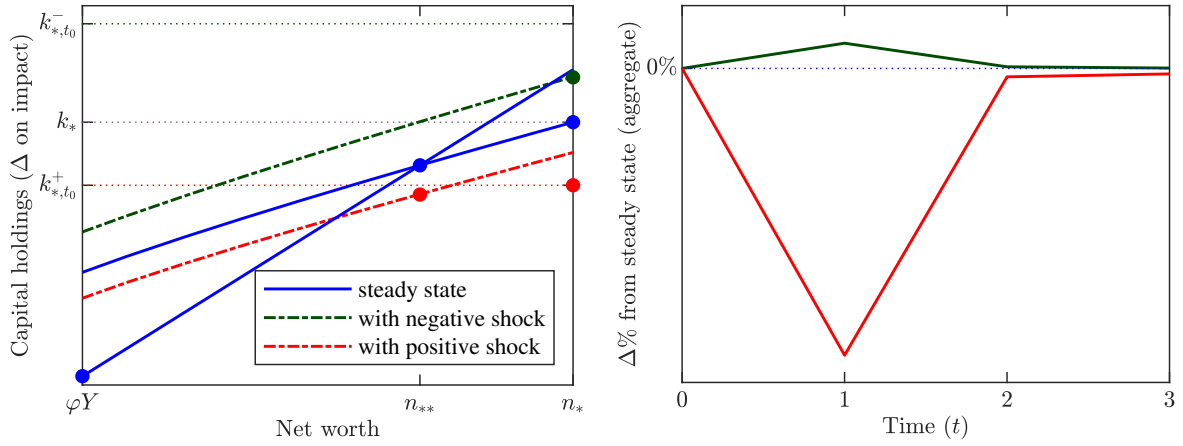 Capital holdings (Δ on impact)
k⁻*,t₀
k*
k⁺*,t₀
steady state
with negative shock
with positive shock
φY
n**
n*
Net worth
Δ% from steady state (aggregate)
0%
0
1
2
3
Time (t)